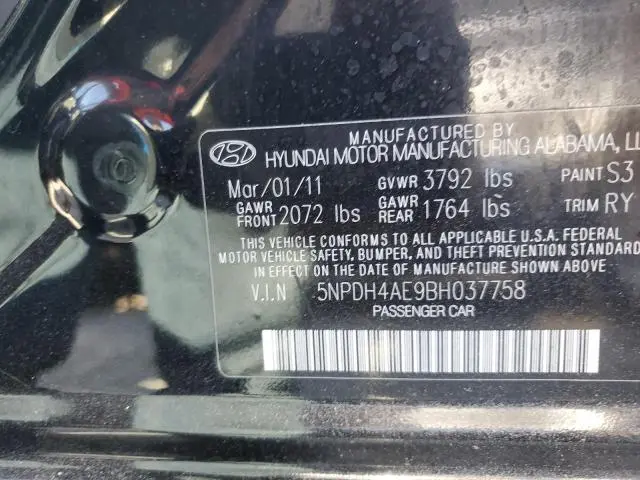 MANUFACTURED BY
HYUNDAI MOTOR MANUFACTURING ALABAMA, LL
Mar/01/11 GVWR 3792 lbs PAINT S3
GAWR FRONT 2072 lbs GAWR REAR 1764 lbs TRIM RY
THIS VEHICLE CONFORMS TO ALL APPLICABLE U.S.A. FEDERAL
MOTOR VEHICLE SAFETY, BUMPER, AND THEFT PREVENTION STANDARD
IN EFFECT ON THE DATE OF MANUFACTURE SHOWN ABOVE
V.I.N 5NPDH4AE9BH037758
PASSENGER CAR